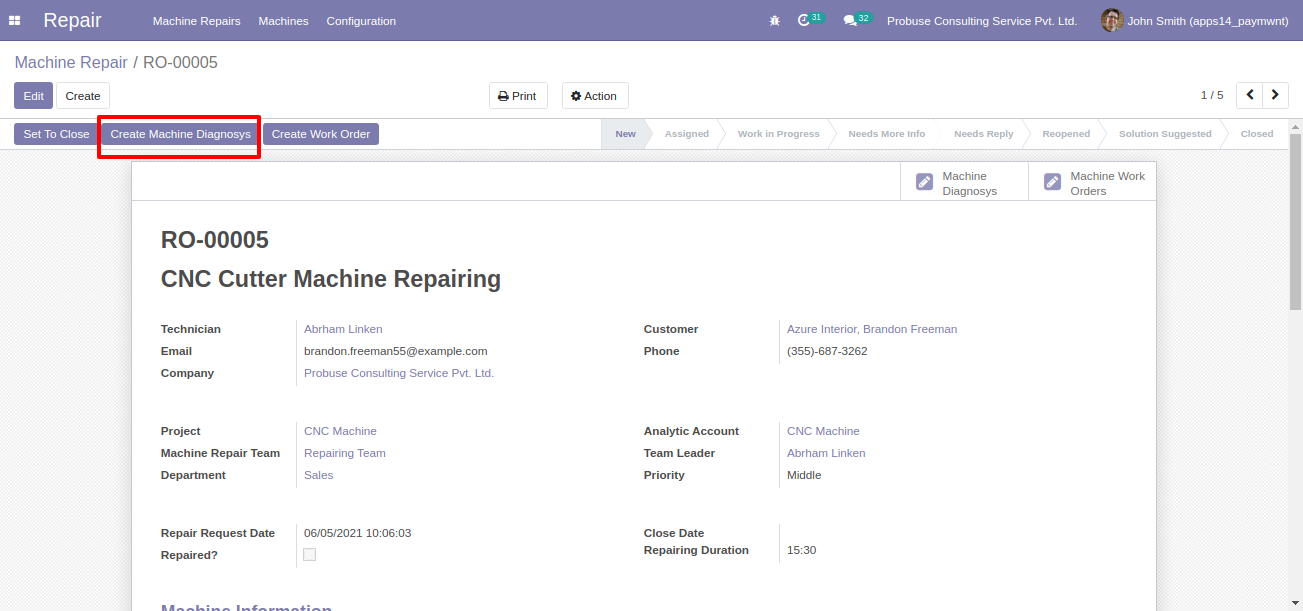 Repair Machine Repairs Machines Configuration 31 32 Probuse Consulting Service Pvt. Ltd. John Smith (apps14_paymwnt)
Machine Repair / RO-00005
Edit Create Print Action 1 / 5
Set To Close Create Machine Diagnosys Create Work Order New Assigned Work in Progress Needs More Info Needs Reply Reopened Solution Suggested Closed
Machine Diagnosys
Machine Work Orders
RO-00005
CNC Cutter Machine Repairing
Technician Abrham Linken Customer Azure Interior, Brandon Freeman
Email brandon.freeman55@example.com Phone (355)-687-3262
Company Probuse Consulting Service Pvt. Ltd.
Project CNC Machine Analytic Account CNC Machine
Machine Repair Team Repairing Team Team Leader Abrham Linken
Department Sales Priority Middle
Repair Request Date 06/05/2021 10:06:03 Close Date
Repaired? Repairing Duration 15:30
Machine Information